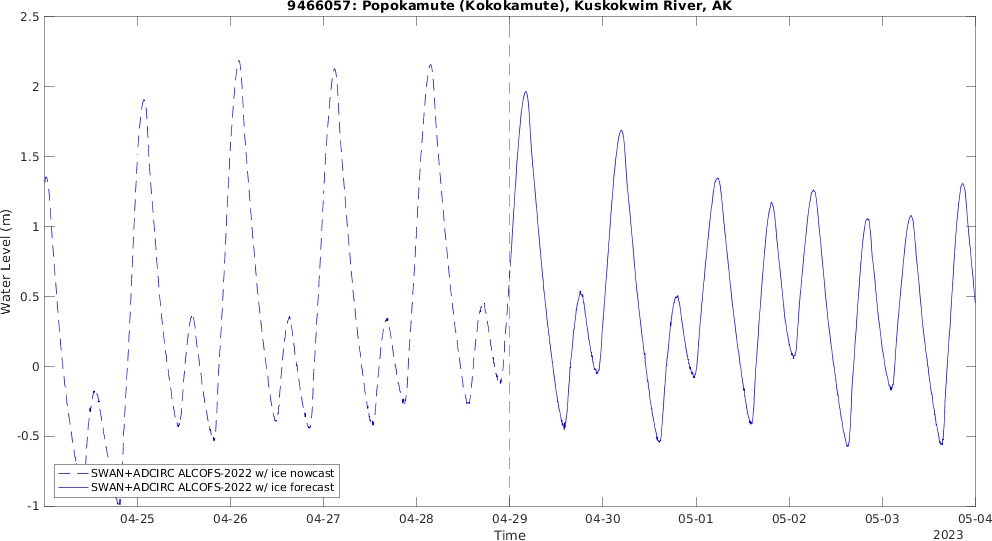 9466057: Popokamute (Kokokamute), Kuskokwim River, AK
2.5
2
1.5
1
0.5
0
-0.5
-1
Water Level (m)
SWAN+ADCIRC ALCOFS-2022 w/ ice nowcast
SWAN+ADCIRC ALCOFS-2022 w/ ice forecast
04-25 04-26 04-27 04-28 04-29 04-30 05-01 05-02 05-03 05-04
Time
2023